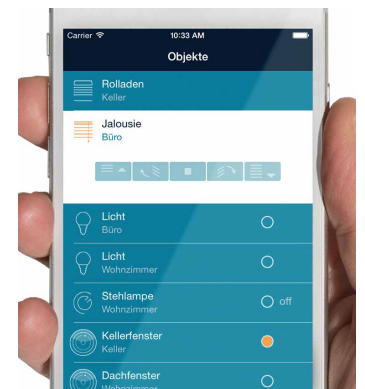 Carrier 10:33 AM
Objekte
Rolladen
Keller
Jalousie
Büro
Licht
Büro
Licht
Wohnzimmer
Stehlampe
off
Wohnzimmer
Kellerfenster
Keller
Dachfenster
Wohnzimmer